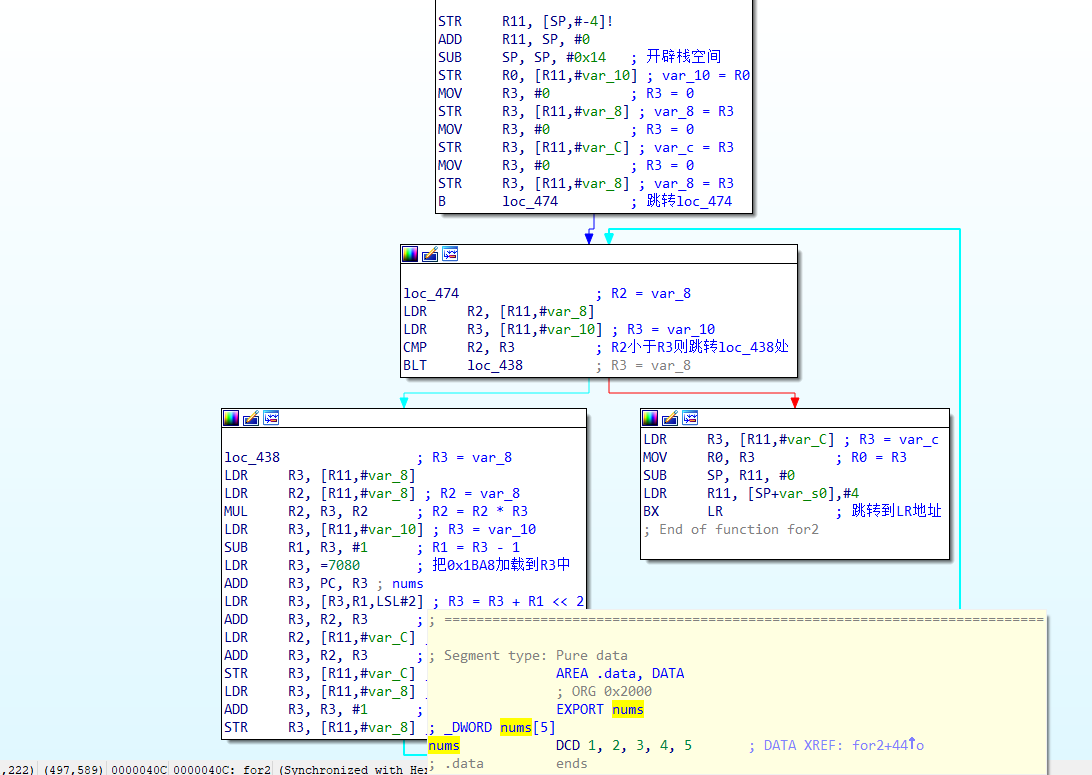 STR R11, [SP,#-4]!
ADD R11, SP, #0
SUB SP, SP, #0x14 ; 开辟栈空间
STR R0, [R11,#var_10] ; var_10 = R0
MOV R3, #0 ; R3 = 0
STR R3, [R11,#var_8] ; var_8 = R3
MOV R3, #0 ; R3 = 0
STR R3, [R11,#var_C] ; var_c = R3
MOV R3, #0 ; R3 = 0
STR R3, [R11,#var_8] ; var_8 = R3
B loc_474 ; 跳转loc_474
loc_474 ; R2 = var_8
LDR R2, [R11,#var_8]
LDR R3, [R11,#var_10] ; R3 = var_10
CMP R2, R3 ; R2小于R3则跳转loc_438处
BLT loc_438 ; R3 = var_8
loc_438 ; R3 = var_8
LDR R3, [R11,#var_8]
LDR R2, [R11,#var_8] ; R2 = var_8
MUL R2, R3, R2 ; R2 = R2 * R3
LDR R3, [R11,#var_10] ; R3 = var_10
SUB R1, R3, #1 ; R1 = R3 - 1
LDR R3, =7080 ; 把0x1BA8加载到R3中
ADD R3, PC, R3 ; nums
LDR R3, [R3,R1,LSL#2] ; R3 = R3 + R1 << 2
ADD R3, R2, R3 ;
LDR R2, [R11,#var_C]
ADD R3, R2, R3 ;
STR R3, [R11,#var_C]
LDR R3, [R11,#var_8]
ADD R3, R3, #1 ;
STR R3, [R11,#var_8]
LDR R3, [R11,#var_C] ; R3 = var_c
MOV R0, R3 ; R0 = R3
SUB SP, R11, #0
LDR R11, [SP+var_s0],#4
BX LR ; 跳转到LR地址
; End of function for2
; ===========================================================================
; Segment type: Pure data
AREA .data, DATA
; ORG 0x2000
EXPORT nums
; _DWORD nums[5]
nums DCD 1, 2, 3, 4, 5 ; DATA XREF: for2+44↑o
; .data ends
,222) (497,589) 0000040C 0000040C: for2 (Synchronized with He